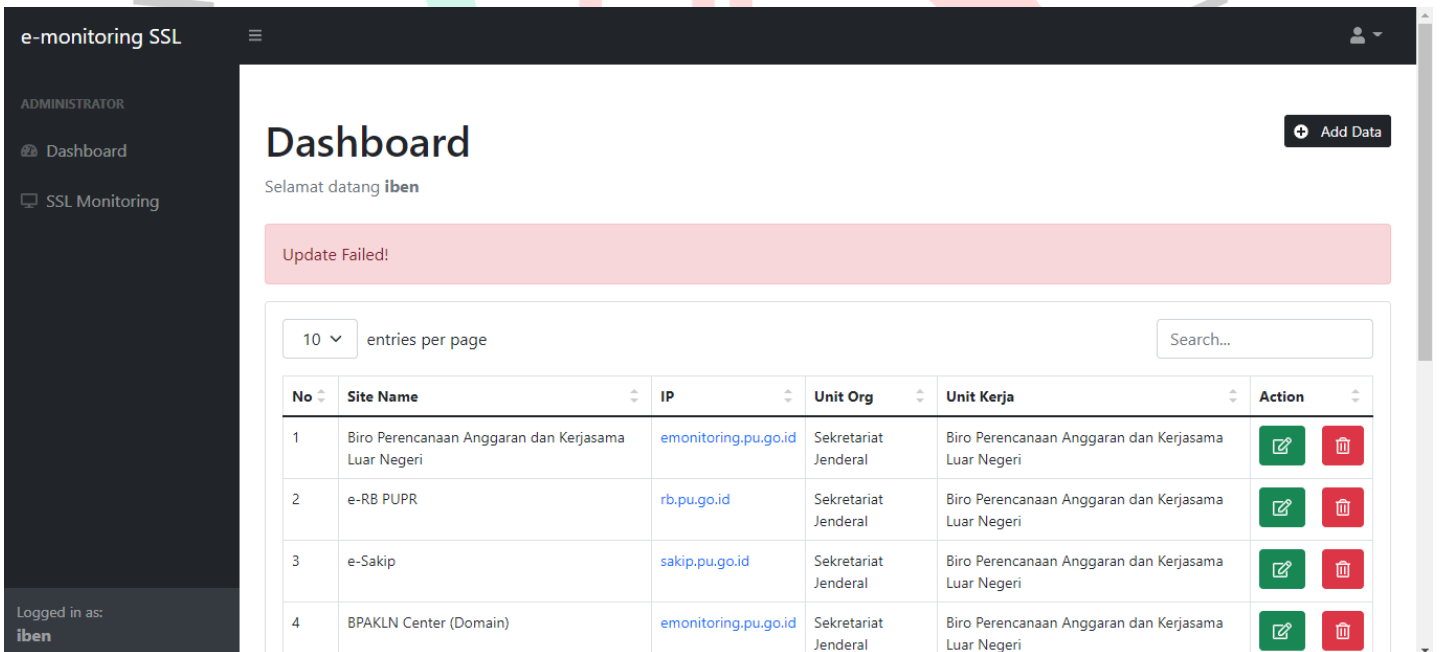 e-monitoring SSL
ADMINISTRATOR
Dashboard
SSL Monitoring
Logged in as:
iben
Dashboard
Add Data
Selamat datang iben
Update Failed!
10 entries per page
Search...
No Site Name IP Unit Org Unit Kerja Action
1 Biro Perencanaan Anggaran dan Kerjasama emonitoring.pu.go.id Sekretariat Biro Perencanaan Anggaran dan Kerjasama
Luar Negeri Jenderal Luar Negeri
2 e-RB PUPR rb.pu.go.id Sekretariat Biro Perencanaan Anggaran dan Kerjasama
Jenderal Luar Negeri
3 e-Sakip sakip.pu.go.id Sekretariat Biro Perencanaan Anggaran dan Kerjasama
Jenderal Luar Negeri
4 BPAKLN Center (Domain) emonitoring.pu.go.id Sekretariat Biro Perencanaan Anggaran dan Kerjasama
Jenderal Luar Negeri